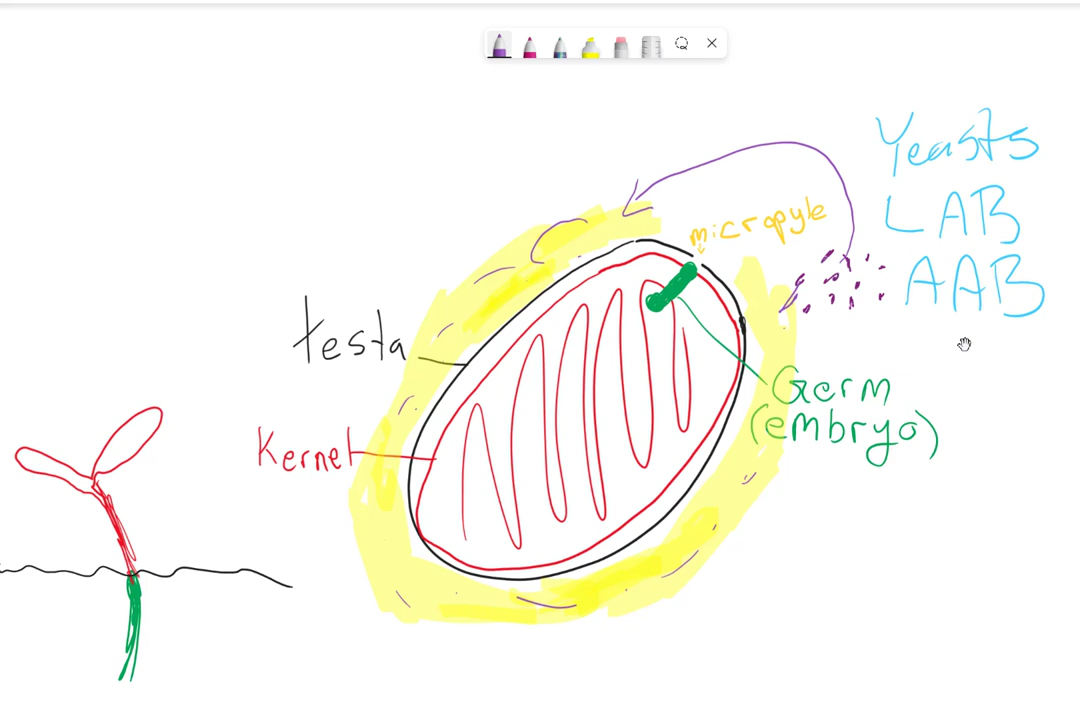 Yeasts
LAB
AAB
micropyle
testa
Germ
(embryo)
Kernel